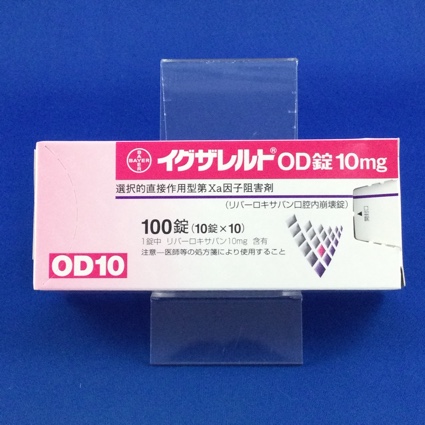 BAYER
イグザレルト® OD錠 10mg
選択的直接作用型第Xa因子阻害剤
(リバーロキサバン口腔内崩壊錠)
100錠(10錠×10)
1錠中 リバーロキサバン10mg 含有
注意-医師等の処方箋により使用すること
OD10
開封口